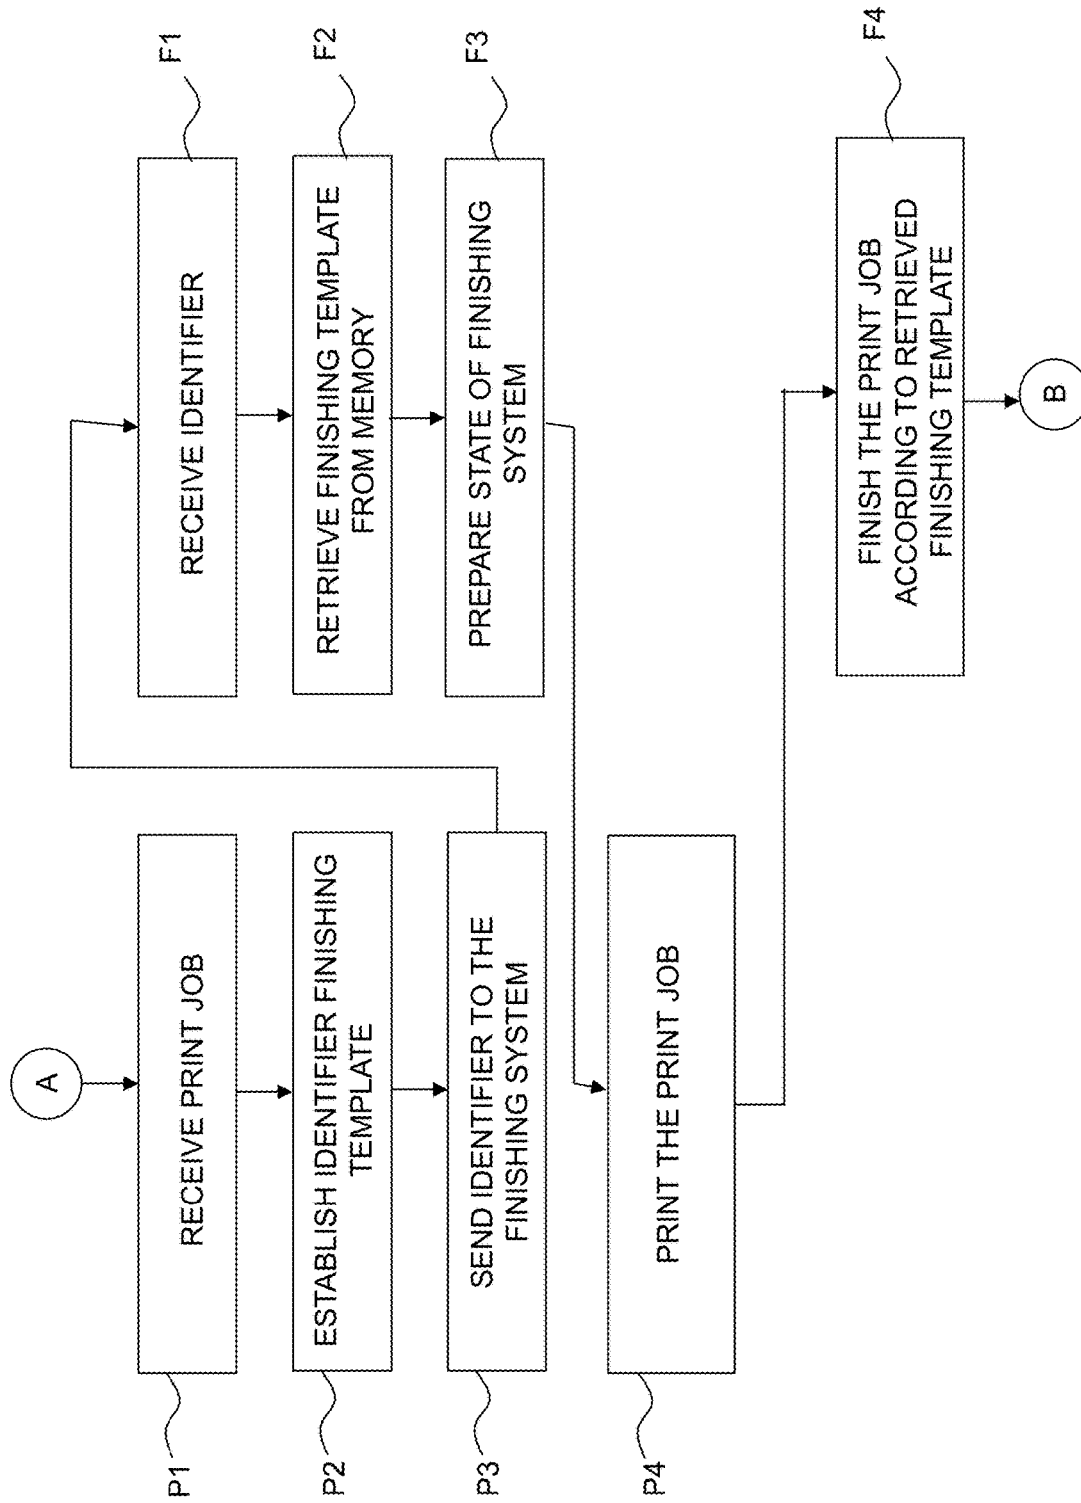 A
P1
RECEIVE PRINT JOB
P2
ESTABLISH IDENTIFIER FINISHING
TEMPLATE
P3
SEND IDENTIFIER TO THE
FINISHING SYSTEM
P4
PRINT THE PRINT JOB
RECEIVE IDENTIFIER
F1
RETRIEVE FINISHING TEMPLATE
FROM MEMORY
F2
PREPARE STATE OF FINISHING
SYSTEM
F3
FINISH THE PRINT JOB
ACCORDING TO RETRIEVED
FINISHING TEMPLATE
F4
B